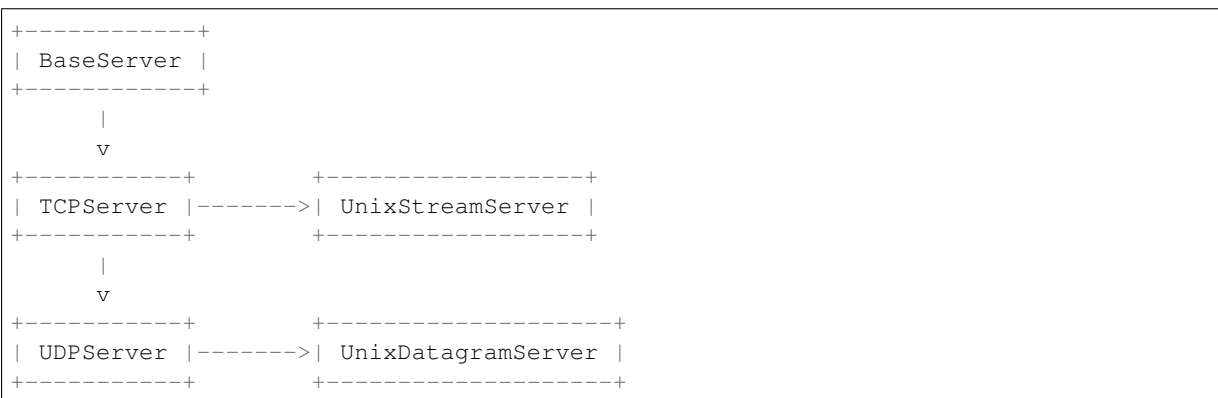 +------------+
| BaseServer |
+------------+
      |
      v
+-----------+        +------------------+
| TCPServer |------->| UnixStreamServer |
+-----------+        +------------------+
      |
      v
+-----------+        +--------------------+
| UDPServer |------->| UnixDatagramServer |
+-----------+        +--------------------+